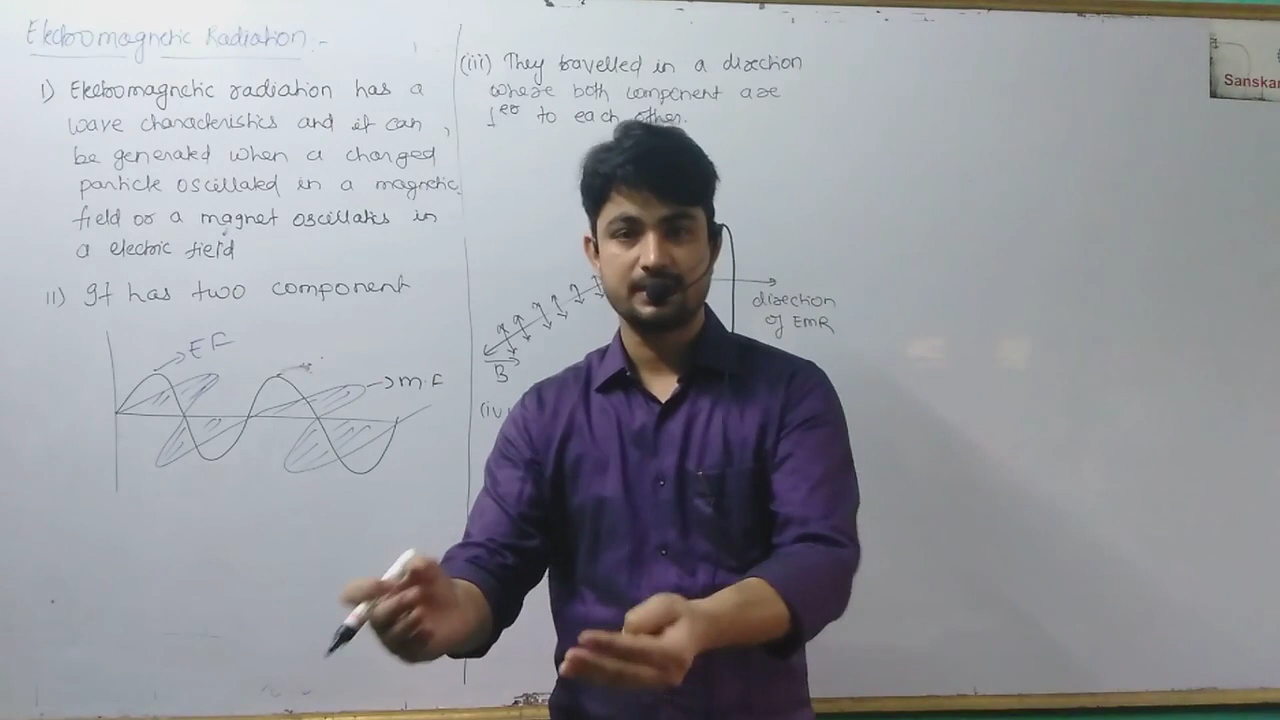 Electromagnetic Radiation :-
i) Electromagnetic radiation has a
wave characteristics and it can
be generated when a charged
particle oscillated in a magnetic
field or a magnet oscillates in
a electric field
ii) It has two component
EF
M.F
(iii) They travelled in a direction
where both component are
⊥er to each other.
direction
of EMR
B
(iv
Sanskar